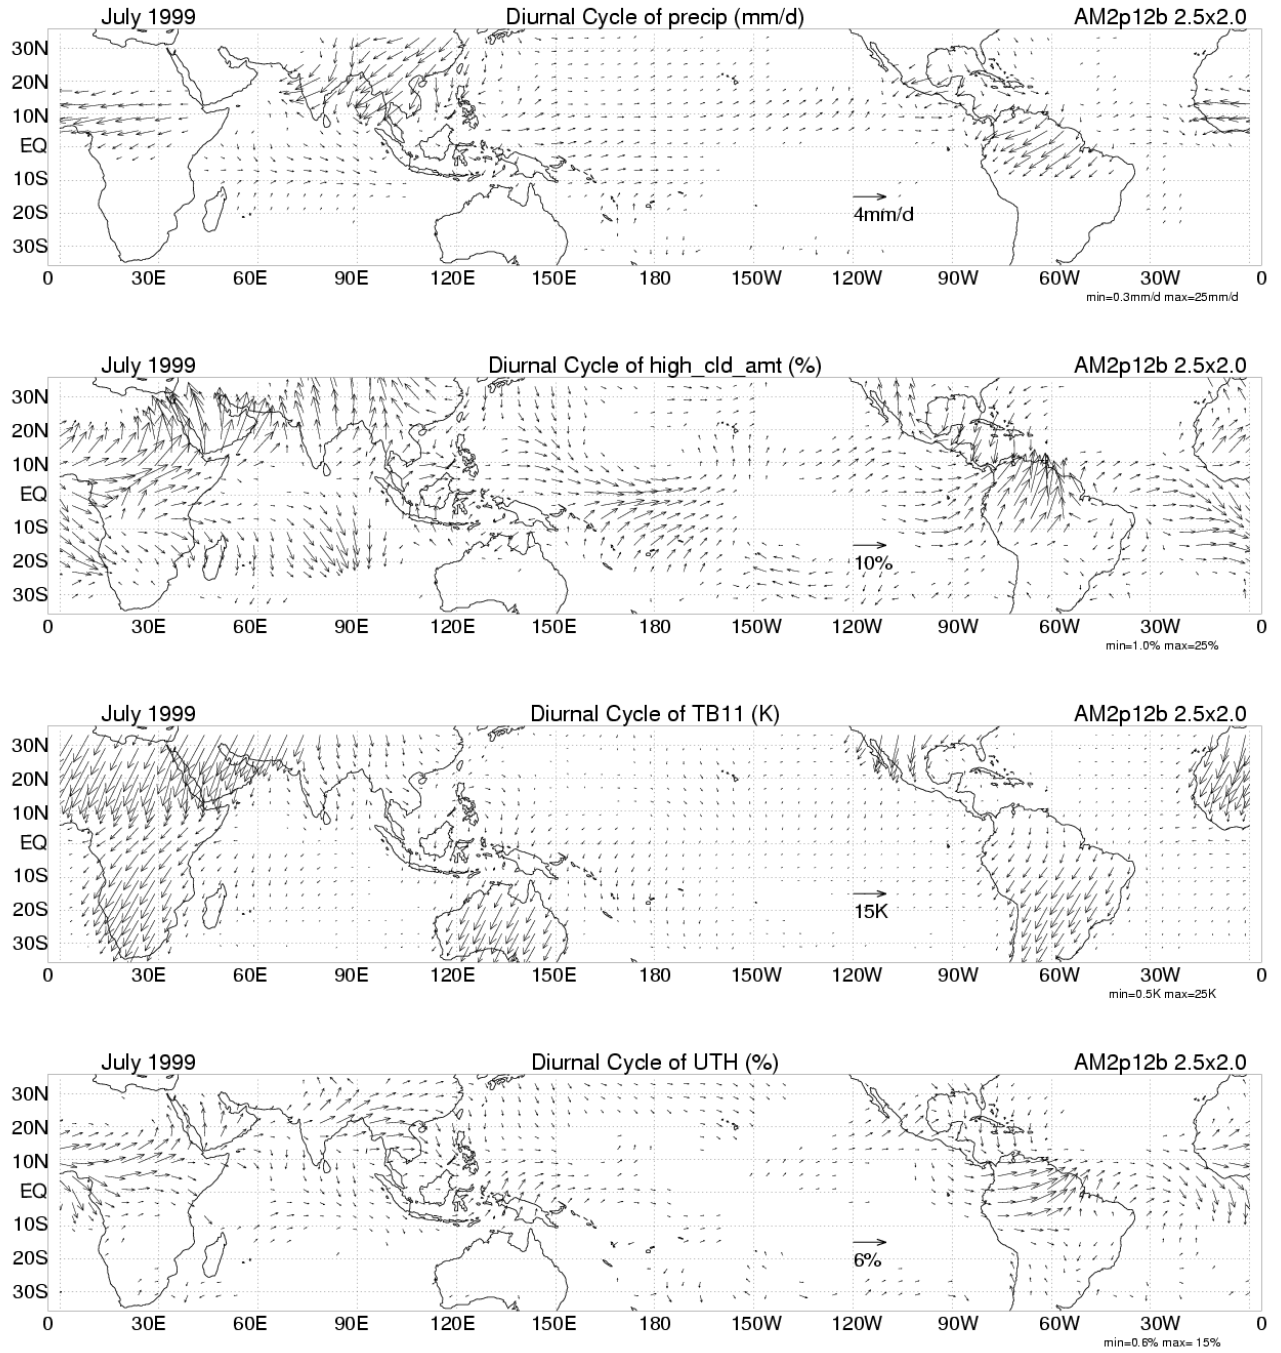 July 1999 Diurnal Cycle of precip (mm/d) AM2p12b 2.5x2.0
30N
20N
10N
EQ
10S
20S
30S
4mm/d
0 30E 60E 90E 120E 150E 180 150W 120W 90W 60W 30W 0
min=0.3mm/d max=25mm/d
July 1999 Diurnal Cycle of high_cld_amt (%) AM2p12b 2.5x2.0
30N
20N
10N
EQ
10S
20S
30S
10%
0 30E 60E 90E 120E 150E 180 150W 120W 90W 60W 30W 0
min=1.0% max=25%
July 1999 Diurnal Cycle of TB11 (K) AM2p12b 2.5x2.0
30N
20N
10N
EQ
10S
20S
30S
15K
0 30E 60E 90E 120E 150E 180 150W 120W 90W 60W 30W 0
min=0.5K max=25K
July 1999 Diurnal Cycle of UTH (%) AM2p12b 2.5x2.0
30N
20N
10N
EQ
10S
20S
30S
6%
0 30E 60E 90E 120E 150E 180 150W 120W 90W 60W 30W 0
min=0.6% max= 15%